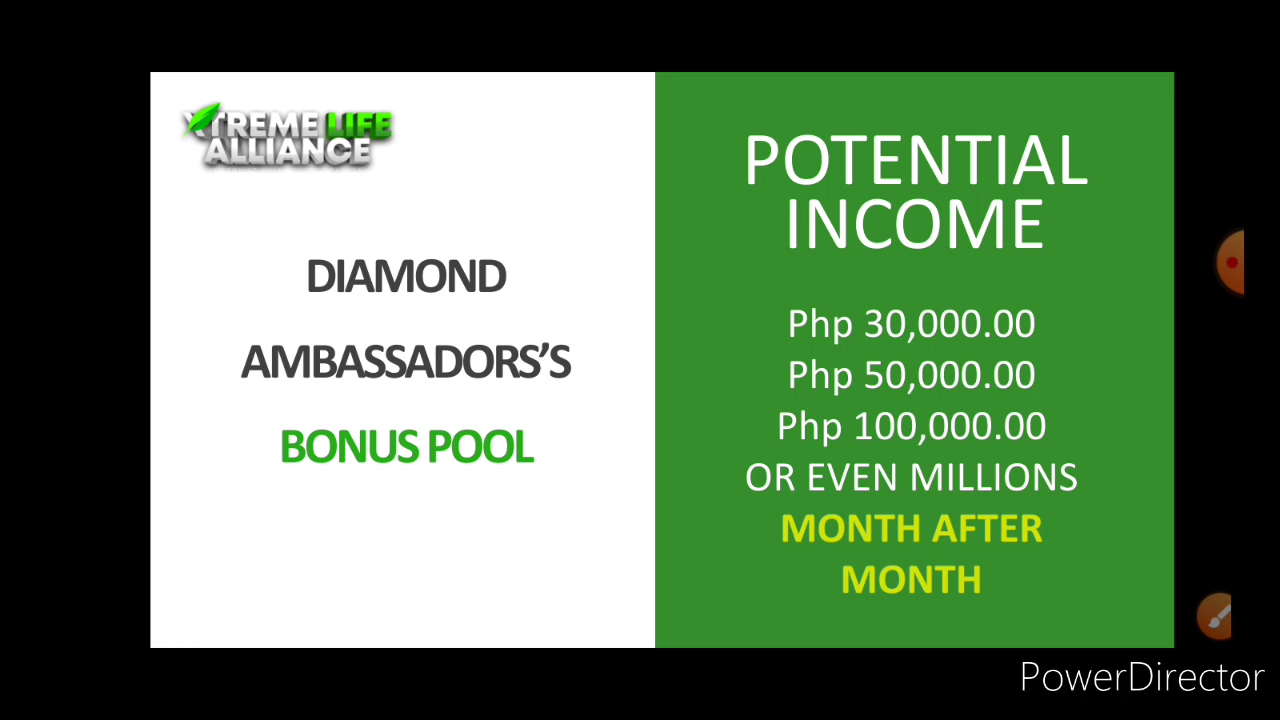 XTREME LIFE
ALLIANCE
DIAMOND
AMBASSADORS’S
BONUS POOL
POTENTIAL
INCOME
Php 30,000.00
Php 50,000.00
Php 100,000.00
OR EVEN MILLIONS
MONTH AFTER
MONTH
PowerDirector